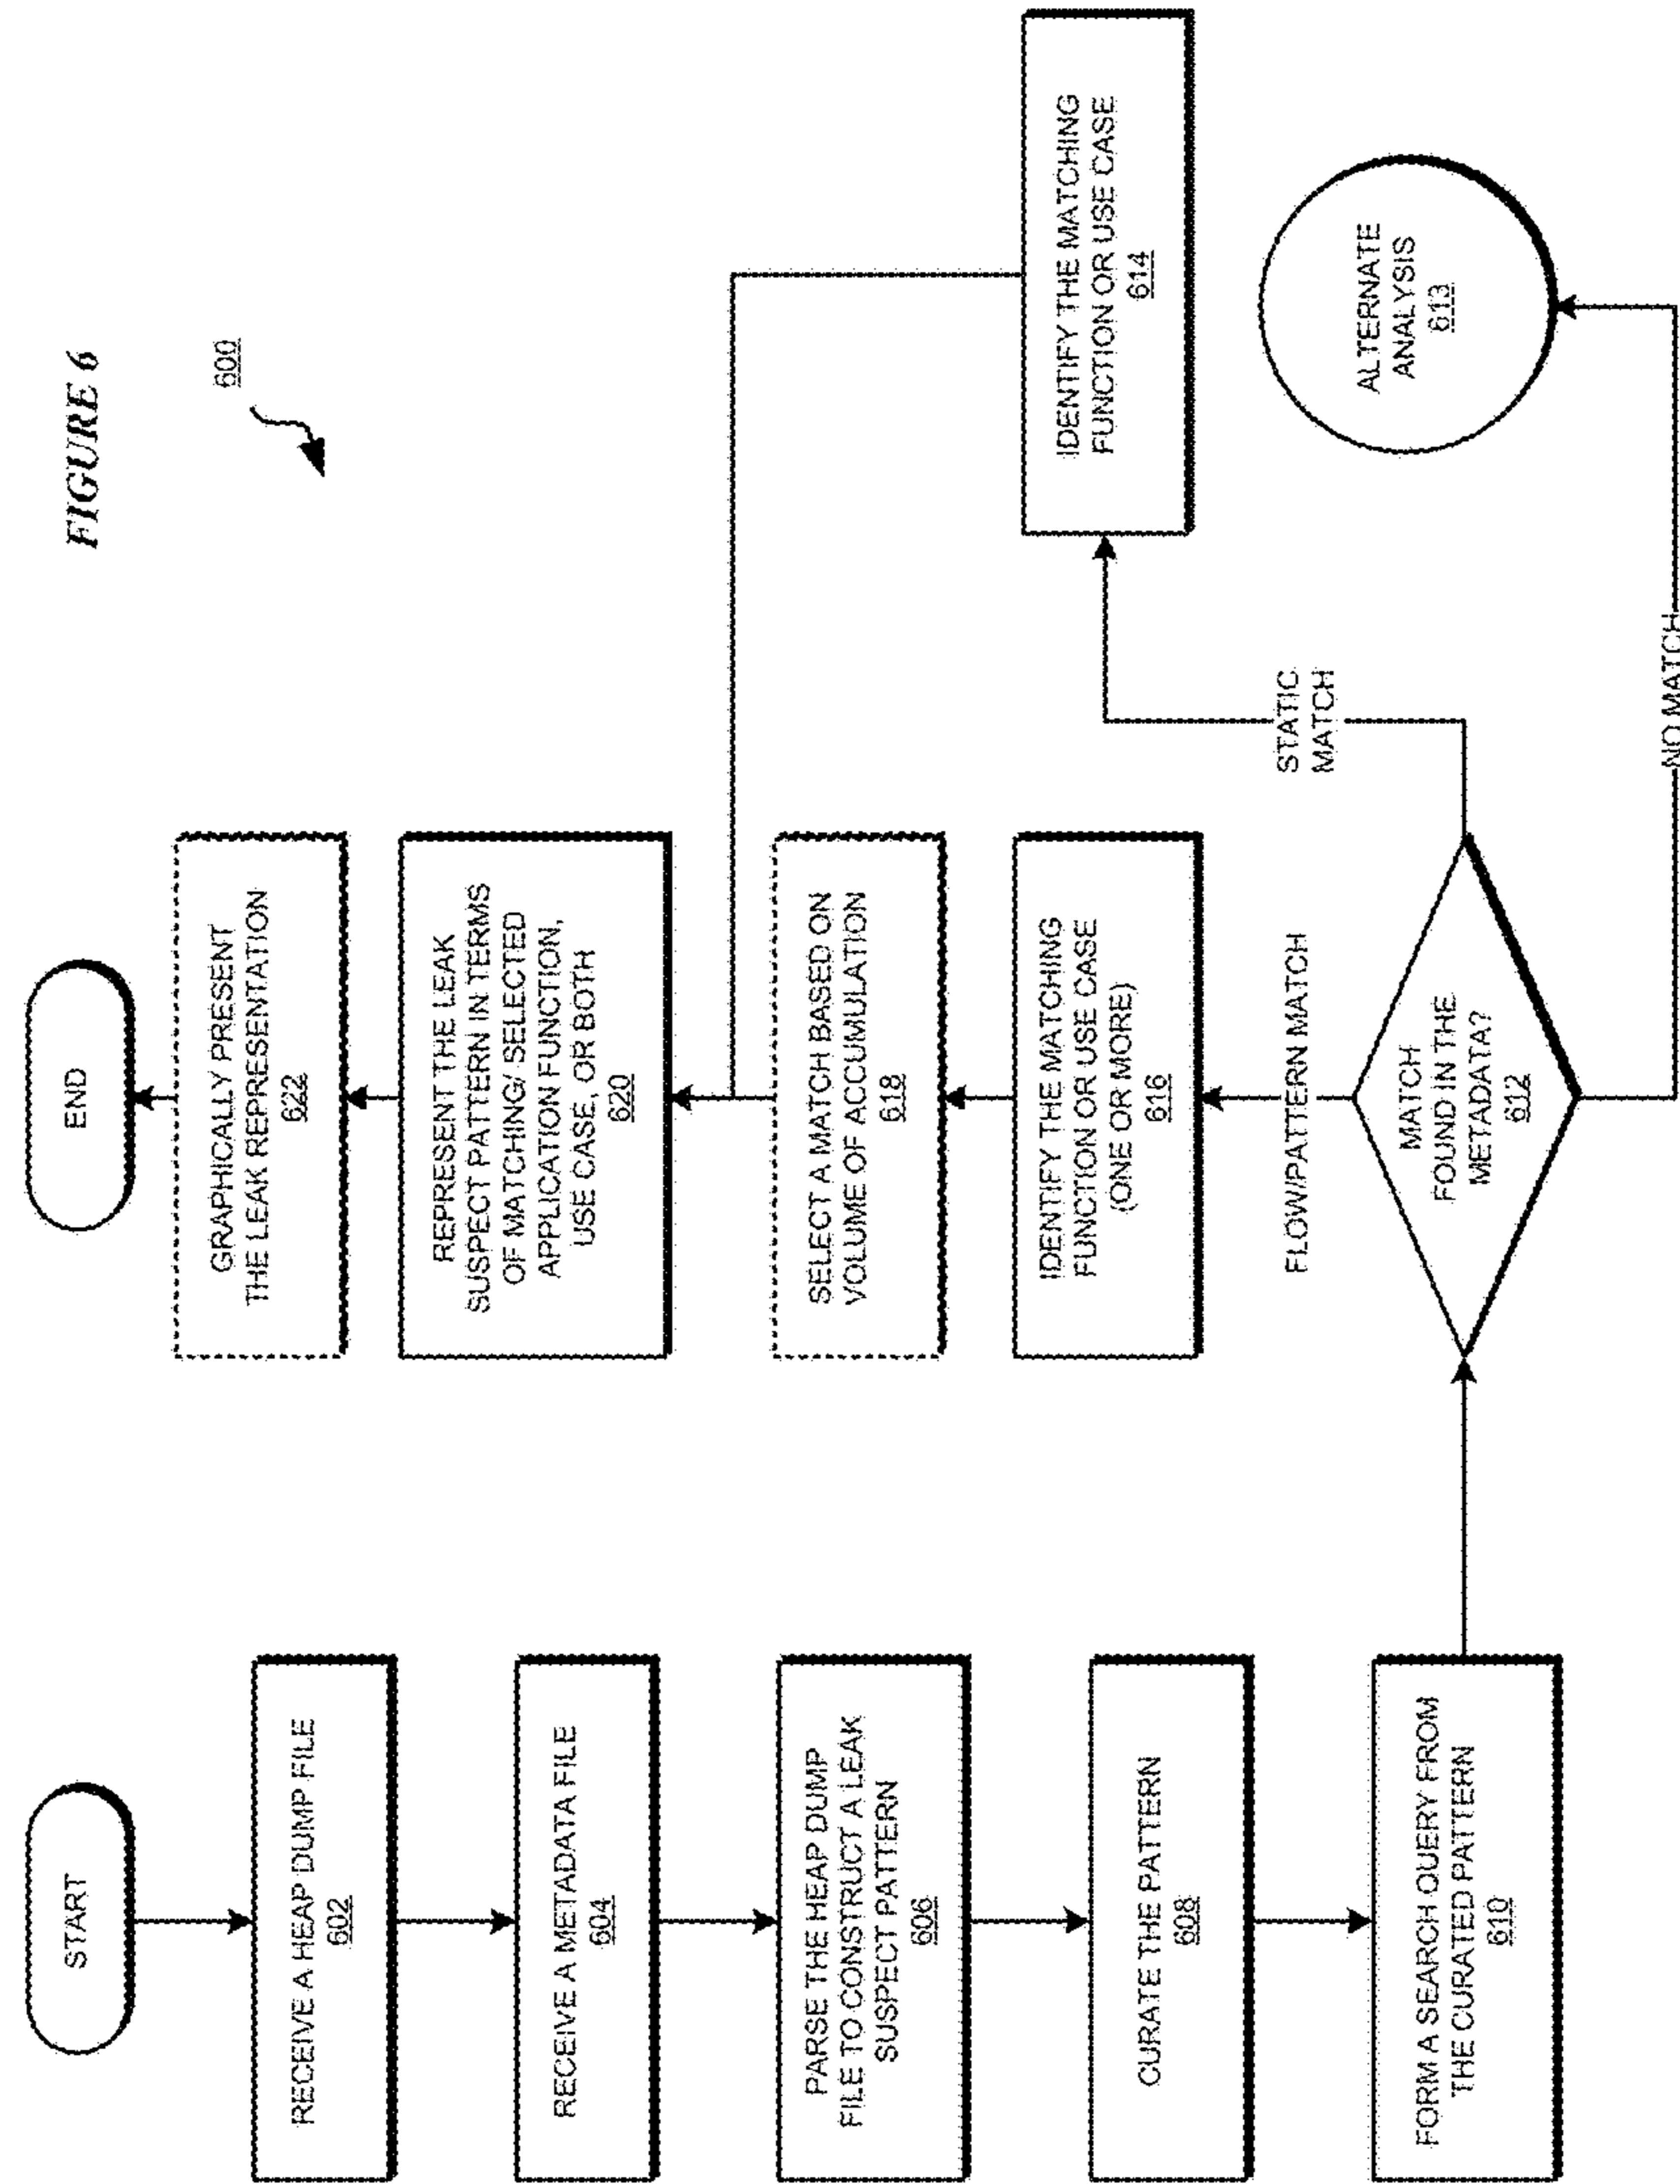 FIGURE 6
600
START
RECEIVE A HEAP DUMP FILE
602
RECEIVE A METADATA FILE
604
PARSE THE HEAP DUMP
FILE TO CONSTRUCT A LEAK
SUSPECT PATTERN
606
CURATE THE PATTERN
608
FORM A SEARCH QUERY FROM
THE CURATED PATTERN
610
MATCH
FOUND IN THE
METADATA?
612
FLOW/PATTERN MATCH
STATIC
MATCH
NO MATCH
ALTERNATE
ANALYSIS
613
IDENTIFY THE MATCHING
FUNCTION OR USE CASE
614
IDENTIFY THE MATCHING
FUNCTION OR USE CASE
(ONE OR MORE)
616
SELECT A MATCH BASED ON
VOLUME OF ACCUMULATION
618
REPRESENT THE LEAK
SUSPECT PATTERN IN TERMS
OF MATCHING/ SELECTED
APPLICATION FUNCTION,
USE CASE, OR BOTH
620
GRAPHICALLY PRESENT
THE LEAK REPRESENTATION
622
END